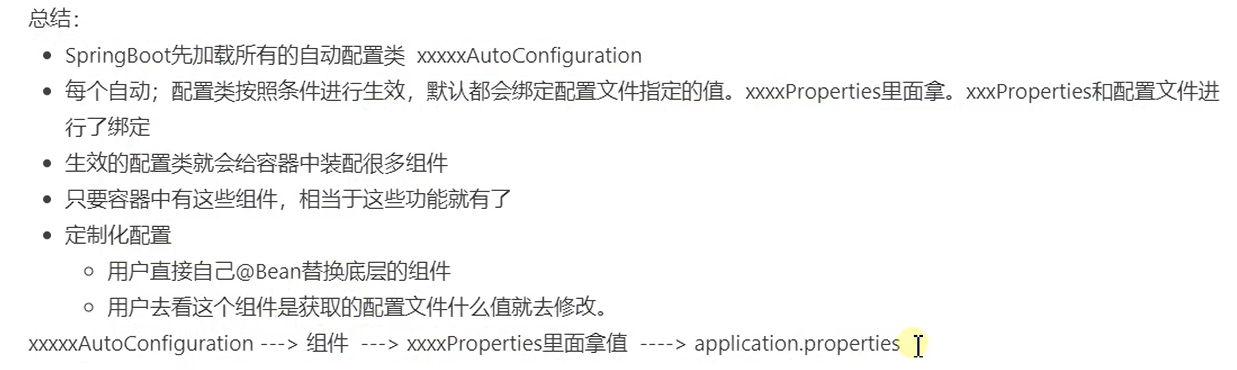 总结：
SpringBoot先加载所有的自动配置类 xxxxxAutoConfiguration
每个自动；配置类按照条件进行生效，默认都会绑定配置文件指定的值。xxxxProperties里面拿。xxxProperties和配置文件进
行了绑定
生效的配置类就会给容器中装配很多组件
只要容器中有这些组件，相当于这些功能就有了
定制化配置
用户直接自己@Bean替换底层的组件
用户去看这个组件是获取的配置文件什么值就去修改。
xxxxxAutoConfiguration ---> 组件 ---> xxxxProperties里面拿值 ----> application.properties